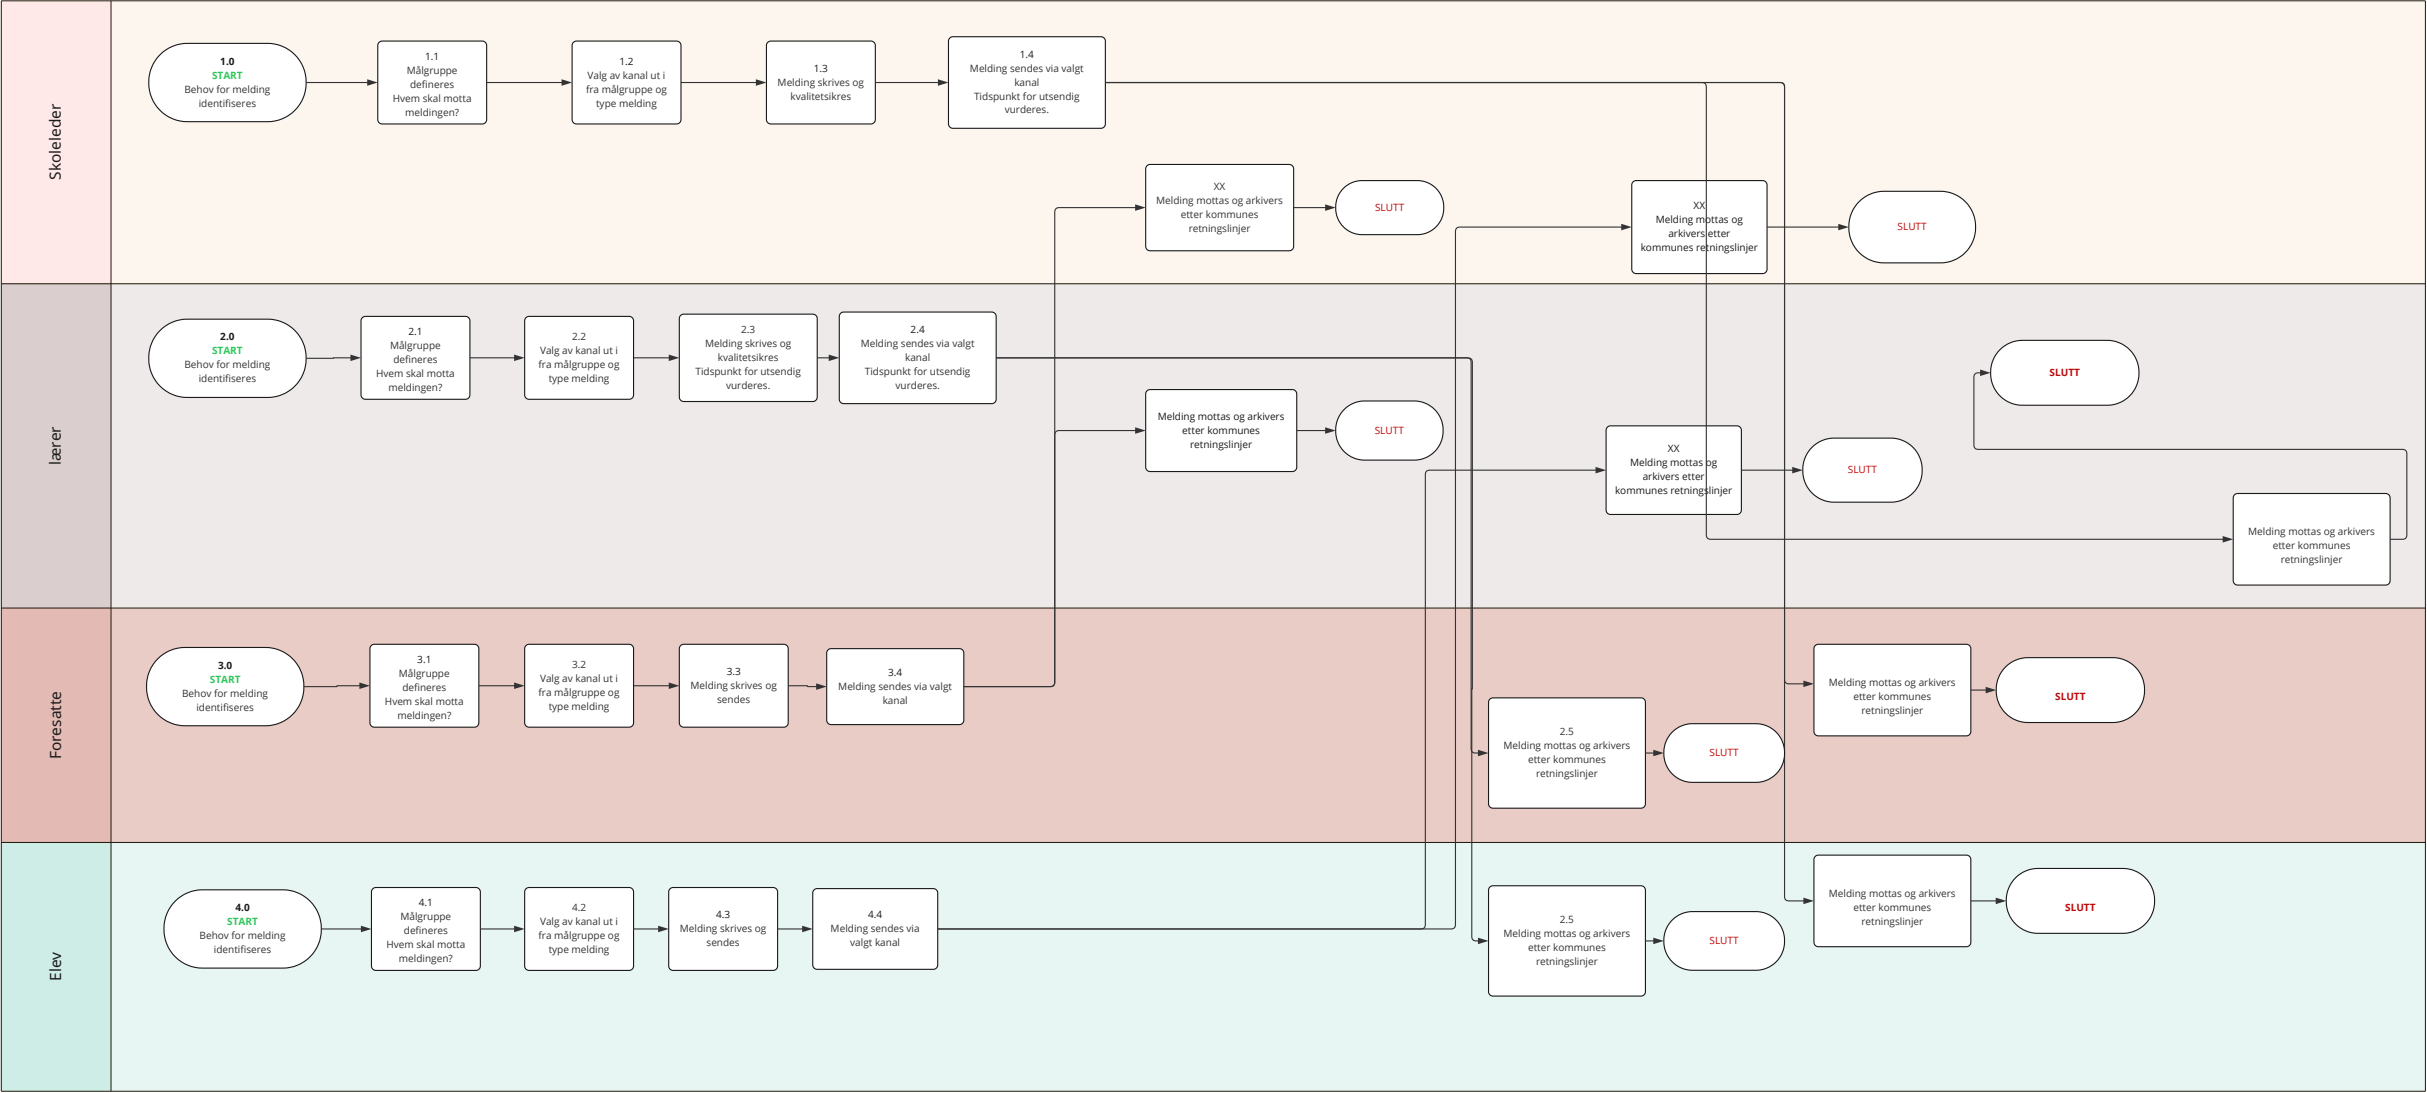 Skoleleder
1.0
START
Behov for melding
identifiseres
1.1
Målgruppe
defineres
Hvem skal motta
meldingen?
1.2
Valg av kanal ut i
fra målgruppe og
type melding
1.3
Melding skrives og
kvalitetsikres
1.4
Melding sendes via valgt
kanal
Tidspunkt for utsendig
vurderes.
XX
Melding mottas og arkivers
etter kommunes
retningslinjer
SLUTT
XX
Melding mottas og
arkivers etter
kommunes retningslinjer
SLUTT
lærer
2.0
START
Behov for melding
identifiseres
2.1
Målgruppe
defineres
Hvem skal motta
meldingen?
2.2
Valg av kanal ut i
fra målgruppe og
type melding
2.3
Melding skrives og
kvalitetsikres
Tidspunkt for utsendig
vurderes.
2.4
Melding sendes via valgt
kanal
Tidspunkt for utsendig
vurderes.
Melding mottas og arkivers
etter kommunes
retningslinjer
SLUTT
XX
Melding mottas og
arkivers etter
kommunes retningslinjer
SLUTT
SLUTT
Melding mottas og arkivers
etter kommunes
retningslinjer
Foresatte
3.0
START
Behov for melding
identifiseres
3.1
Målgruppe
defineres
Hvem skal motta
meldingen?
3.2
Valg av kanal ut i
fra målgruppe og
type melding
3.3
Melding skrives og
sendes
3.4
Melding sendes via valgt
kanal
2.5
Melding mottas og arkivers
etter kommunes
retningslinjer
SLUTT
Melding mottas og arkivers
etter kommunes
retningslinjer
SLUTT
Elev
4.0
START
Behov for melding
identifiseres
4.1
Målgruppe
defineres
Hvem skal motta
meldingen?
4.2
Valg av kanal ut i
fra målgruppe og
type melding
4.3
Melding skrives og
sendes
4.4
Melding sendes via
valgt kanal
2.5
Melding mottas og arkivers
etter kommunes
retningslinjer
SLUTT
Melding mottas og arkivers
etter kommunes
retningslinjer
SLUTT